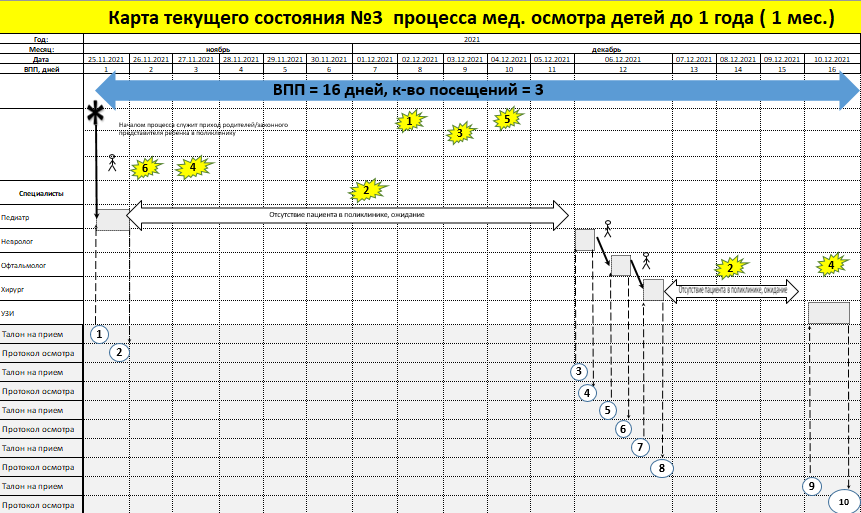 Карта текущего состояния №3 процесса мед. осмотра детей до 1 года ( 1 мес.)
Год: 2021
Месяц: ноябрь декабрь
Дата 25.11.2021 26.11.2021 27.11.2021 28.11.2021 29.11.2021 30.11.2021 01.12.2021 02.12.2021 03.12.2021 04.12.2021 05.12.2021 06.12.2021 07.12.2021 08.12.2021 09.12.2021 10.12.2021
ВПП, дней 1 2 3 4 5 6 7 8 9 10 11 12 13 14 15 16
ВПП = 16 дней, к-во посещений = 3
Началом процесса служит приход родителей/законного
представителя ребенка в поликлинику
1
3
5
6
4
Специалисты
2
Педиатр
Отсутствие пациента в поликлинике, ожидание
Невролог
Офтальмолог
2
4
Хирург
Отсутствие пациента в поликлинике, ожидание
УЗИ
Талон на прием 1
Протокол осмотра 2
Талон на прием 3
Протокол осмотра 4
Талон на прием 5
Протокол осмотра 6
Талон на прием 7
Протокол осмотра 8
Талон на прием 9
Протокол осмотра 10